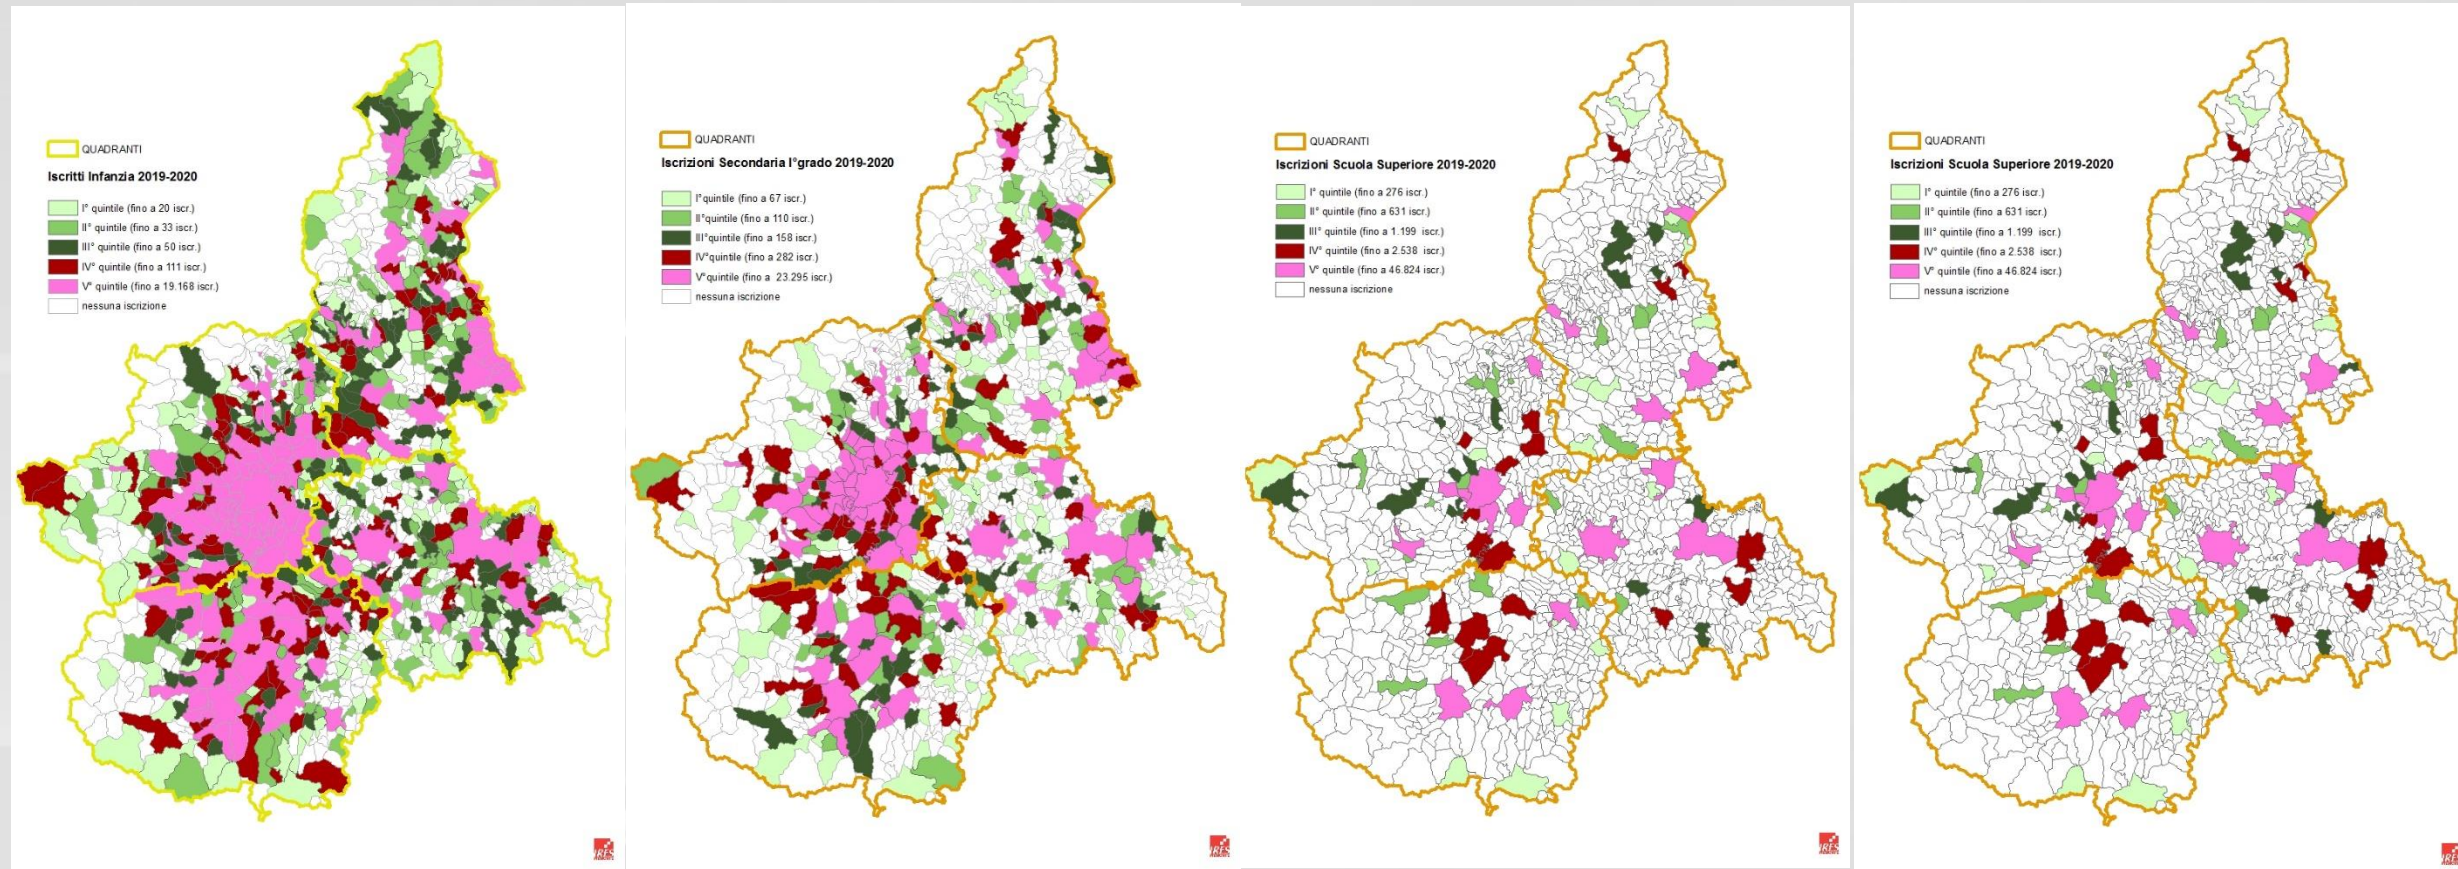 QUADRANTI
Iscritti Infanzia 2019-2020
I° quintile (fino a 20 iscr.)
II° quintile (fino a 33 iscr.)
III° quintile (fino a 50 iscr.)
IV° quintile (fino a 111 iscr.)
V° quintile (fino a 19.168 iscr.)
nessuna iscrizione
IRES
QUADRANTI
Iscrizioni Secondaria I°grado 2019-2020
I°quintile (fino a 67 iscr.)
II°quintile (fino a 110 iscr.)
III°quintile (fino a 158 iscr.)
IV°quintile (fino a 282 iscr.)
V°quintile (fino a 23.295 iscr.)
nessuna iscrizione
IRES
QUADRANTI
Iscrizioni Scuola Superiore 2019-2020
I° quintile (fino a 276 iscr.)
II° quintile (fino a 631 iscr.)
III° quintile (fino a 1.199 iscr.)
IV° quintile (fino a 2.538 iscr.)
V° quintile (fino a 46.824 iscr.)
nessuna iscrizione
IRES
QUADRANTI
Iscrizioni Scuola Superiore 2019-2020
I° quintile (fino a 276 iscr.)
II° quintile (fino a 631 iscr.)
III° quintile (fino a 1.199 iscr.)
IV° quintile (fino a 2.538 iscr.)
V° quintile (fino a 46.824 iscr.)
nessuna iscrizione
IRES